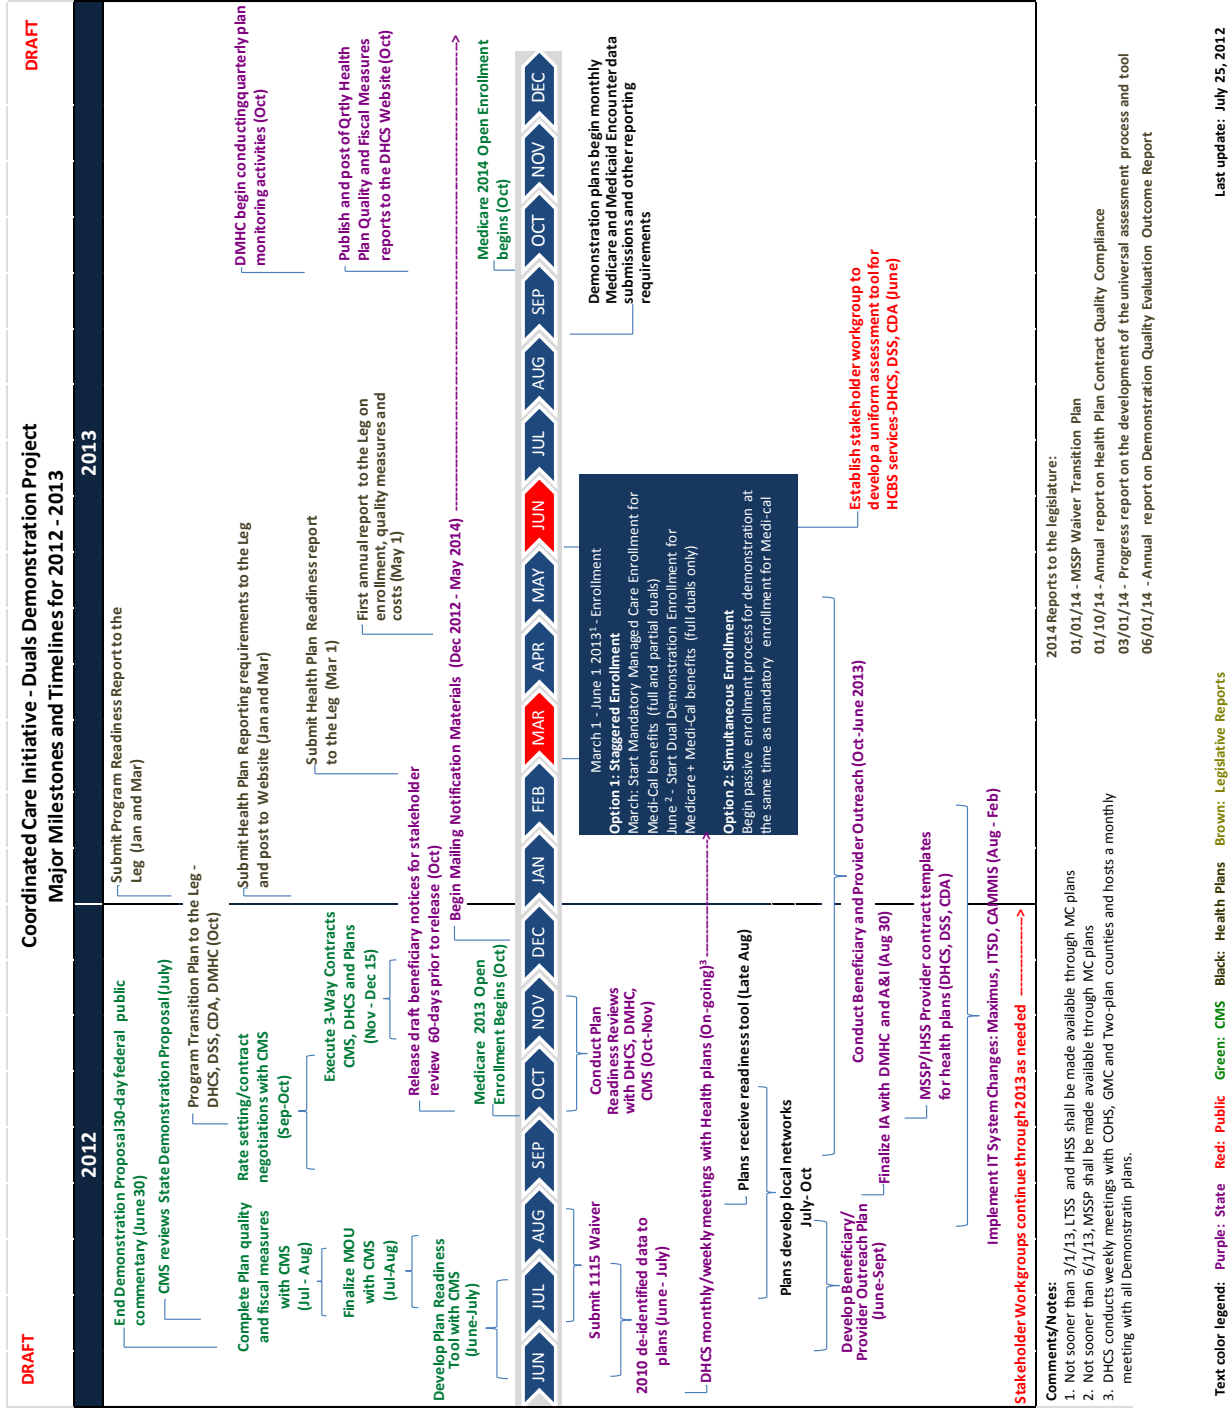 DRAFT
Coordinated Care Initiative - Duals Demonstration Project
Major Milestones and Timelines for 2012 - 2013
DRAFT
2012
2013
End Demonstration Proposal 30-day federal public
commentary (June 30)
CMS reviews State Demonstration Proposal (July)
Program Transition Plan to the Leg -
DHCS, DSS, CDA, DMHC (Oct)
Submit Program Readiness Report to the
Leg (Jan and Mar)
Complete Plan quality
and fiscal measures
with CMS
(Jul - Aug)
Rate setting/contract
negotiations with CMS
(Sep-Oct)
Submit Health Plan Reporting requirements to the Leg
and post to Website (Jan and Mar)
DMHC begin conducting quarterly plan
monitoring activities (Oct)
Finalize MOU
with CMS
(Jul-Aug)
Execute 3-Way Contracts
CMS, DHCS and Plans
(Nov - Dec 15)
Submit Health Plan Readiness report
to the Leg (Mar 1)
First annual report to the Leg on
enrollment, quality measures and
costs (May 1)
Publish and post of Qrtly Health
Plan Quality and Fiscal Measures
reports to the DHCS Website (Oct)
Release draft beneficiary notices for stakeholder
review 60-days prior to release (Oct)
Develop Plan Readiness
Tool with CMS
(June-July)
Begin Mailing Notification Materials (Dec 2012 - May 2014) ---------------------------------------->
Medicare 2013 Open
Enrollment Begins (Oct)
Medicare 2014 Open Enrollment
begins (Oct)
JUN
JUL
AUG
SEP
OCT
NOV
DEC
JAN
FEB
MAR
APR
MAY
JUN
JUL
AUG
SEP
OCT
NOV
DEC
Submit 1115 Waiver
2010 de-identified data to
plans (June - July)
Conduct Plan
Readiness Reviews
with DHCS, DMHC,
CMS (Oct-Nov)
March 1 - June 1 2013¹ - Enrollment
Option 1: Staggered Enrollment
March: Start Mandatory Managed Care Enrollment for
Medi-Cal benefits (full and partial duals)
June ² - Start Dual Demonstration Enrollment for
Medicare + Medi-Cal benefits (full duals only)
Option 2: Simultaneous Enrollment
Begin passive enrollment process for demonstration at
the same time as mandatory enrollment for Medi-cal
Demonstration plans begin monthly
Medicare and Medicaid Encounter data
submissions and other reporting
requirements
DHCS monthly/weekly meetings with Health plans (On-going)³ -------------------->
Plans receive readiness tool (Late Aug)
Plans develop local networks
July- Oct
Develop Beneficiary/
Provider Outreach Plan
(June-Sept)
Conduct Beneficiary and Provider Outreach (Oct-June 2013)
Establish stakeholder workgroup to
develop a uniform assessment tool for
HCBS services-DHCS, DSS, CDA (June)
Finalize IA with DMHC and A&I (Aug 30)
MSSP/IHSS Provider contract templates
for health plans (DHCS, DSS, CDA)
Implement IT System Changes: Maximus, ITSD, CAMMIS (Aug - Feb)
Stakeholder Workgroups continue through 2013 as needed -------------->
Comments/Notes:
1. Not sooner than 3/1/13, LTSS and IHSS shall be made available through MC plans
2. Not sooner than 6/1/13, MSSP shall be made available through MC plans
3. DHCS conducts weekly meetings with COHS, GMC and Two-plan counties and hosts a monthly
meeting with all Demonstratin plans.
2014 Reports to the legislature:
01/01/14 - MSSP Waiver Transition Plan
01/10/14 - Annual report on Health Plan Contract Quality Compliance
03/01/14 - Progress report on the development of the universal assessment process and tool
06/01/14 - Annual report on Demonstration Quality Evaluation Outcome Report
Text color legend: Purple: State Red: Public Green: CMS Black: Health Plans Brown: Legislative Reports
Last update: July 25, 2012